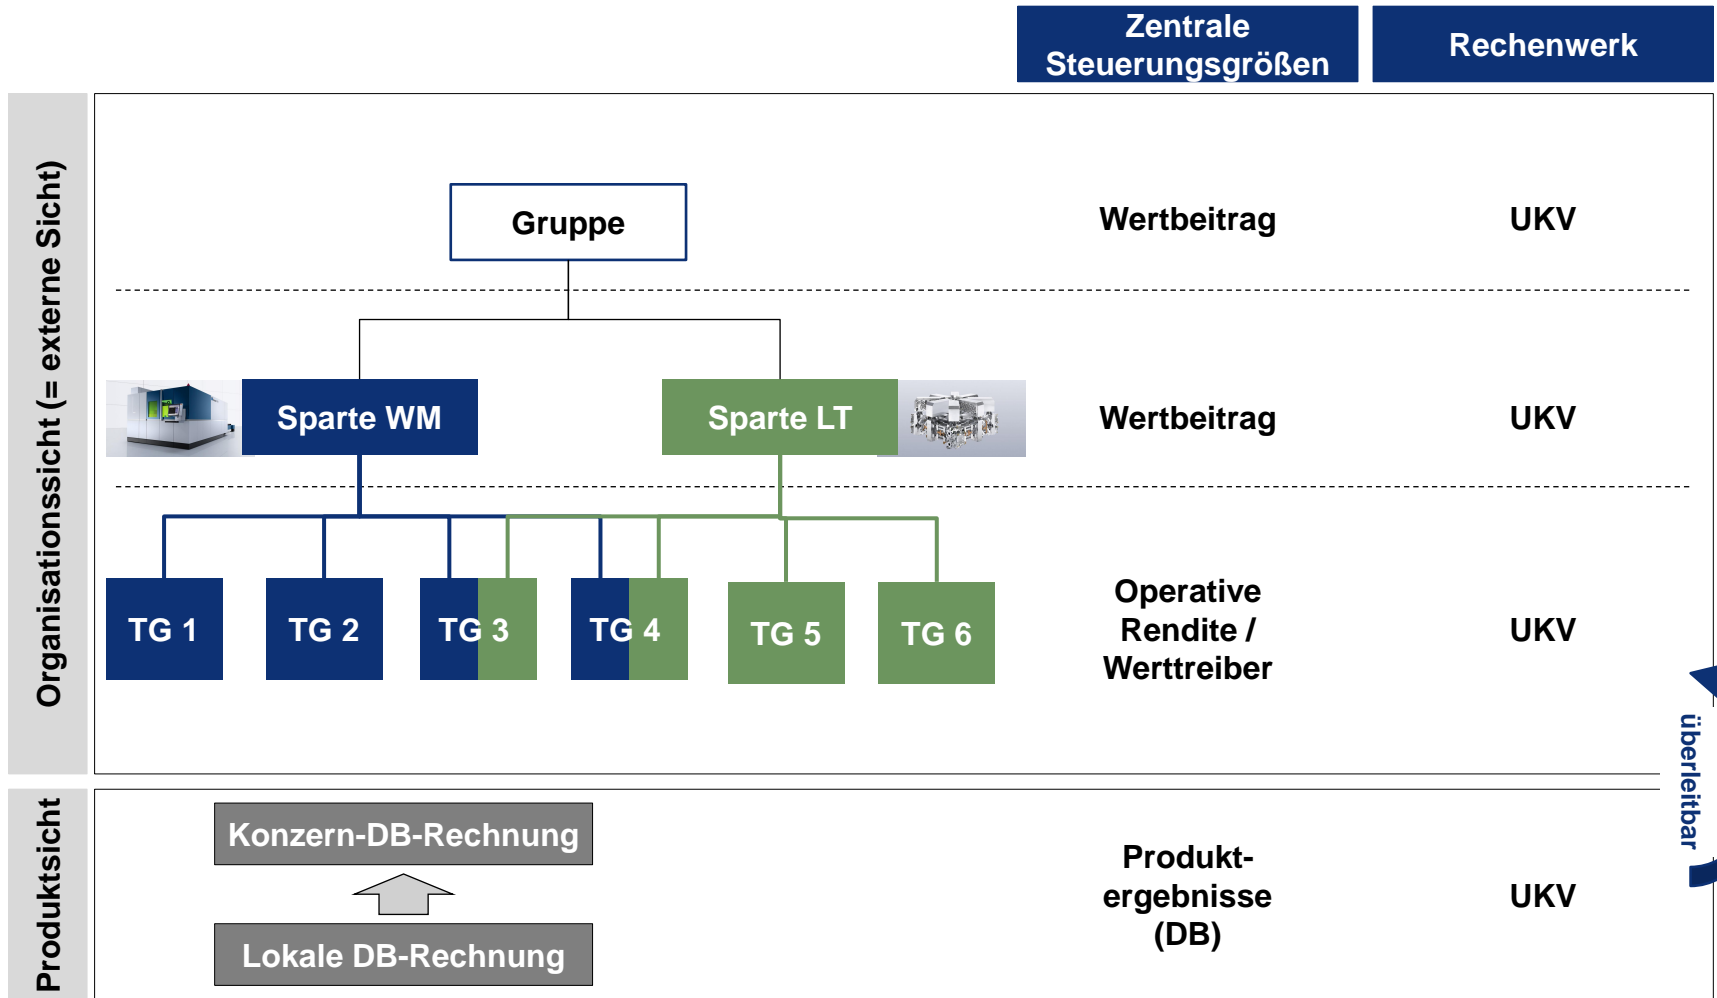 Zentrale
Steuerungsgrößen
Rechenwerk
Organisationssicht (= externe Sicht)
Gruppe
Wertbeitrag
UKV
Sparte WM
Sparte LT
Wertbeitrag
UKV
TG 1
TG 2
TG 3
TG 4
TG 5
TG 6
Operative
Rendite /
Werttreiber
UKV
überleitbar
Produktsicht
Konzern-DB-Rechnung
Lokale DB-Rechnung
Produkt-
ergebnisse
(DB)
UKV